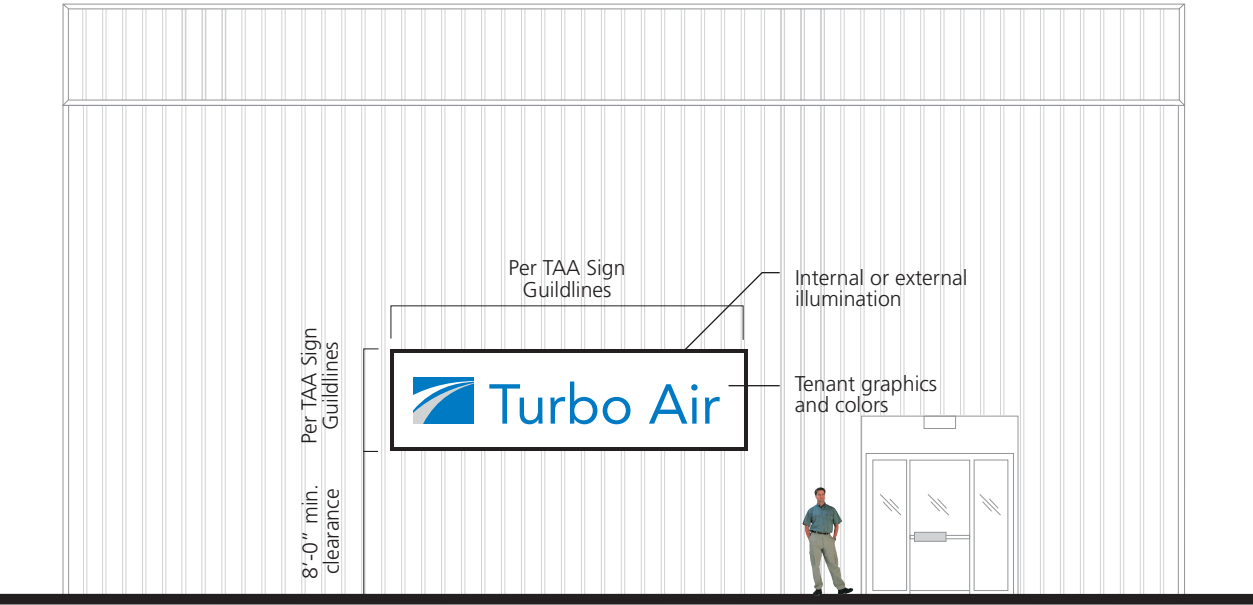 Per TAA Sign
Guildlines
Internal or external
illumination
Per TAA Sign
Guildlines
Turbo Air
Tenant graphics
and colors
8'-0" min.
clearance